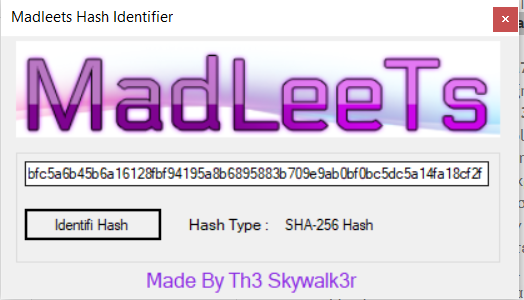 Madleets Hash Identifier
MadLeeTs
bfc5a6b45b6a16128fbf94195a8b6895883b709e9ab0bf0bc5dc5a14fa18cf2f
Identifi Hash
Hash Type : SHA-256 Hash
Made By Th3 Skywalk3r